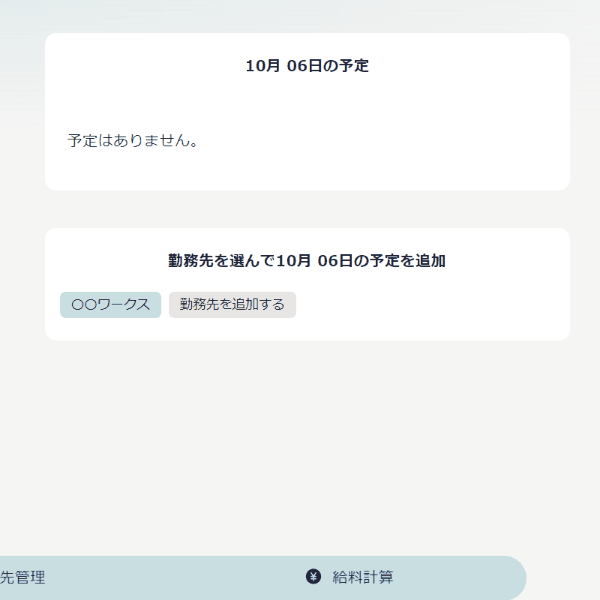 10月 06日の予定
予定はありません。
勤務先を選んで10月 06日の予定を追加
〇〇ワークス 勤務先を追加する
先管理 ¥ 給料計算